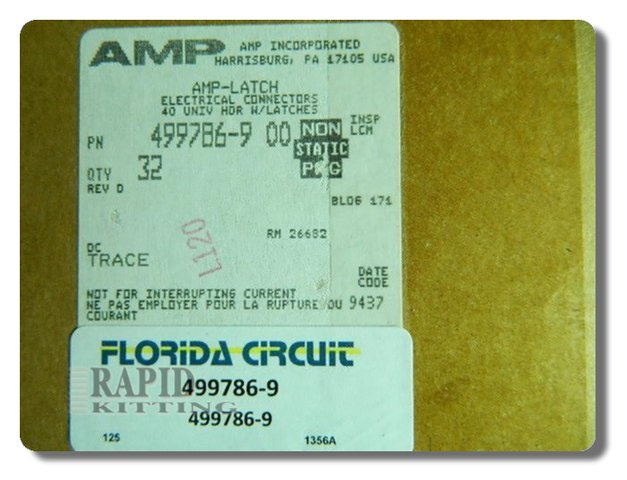 AMP AMP INCORPORATED
HARRISBURG, PA 17105 USA
AMP-LATCH
ELECTRICAL CONNECTORS
40 UNIV HDR W/LATCHES
PN 499786-9 00
NON
STATIC
PKG
INSP
LCM
QTY 32
REV D
BLDG 171
L120
RM 26682
DC
TRACE
DATE
CODE
NOT FOR INTERRUPTING CURRENT
NE PAS EMPLOYER POUR LA RUPTURE DU 9437
COURANT
FLORIDA CIRCUIT
RAPID
KITTING
499786-9
499786-9
125 1356A